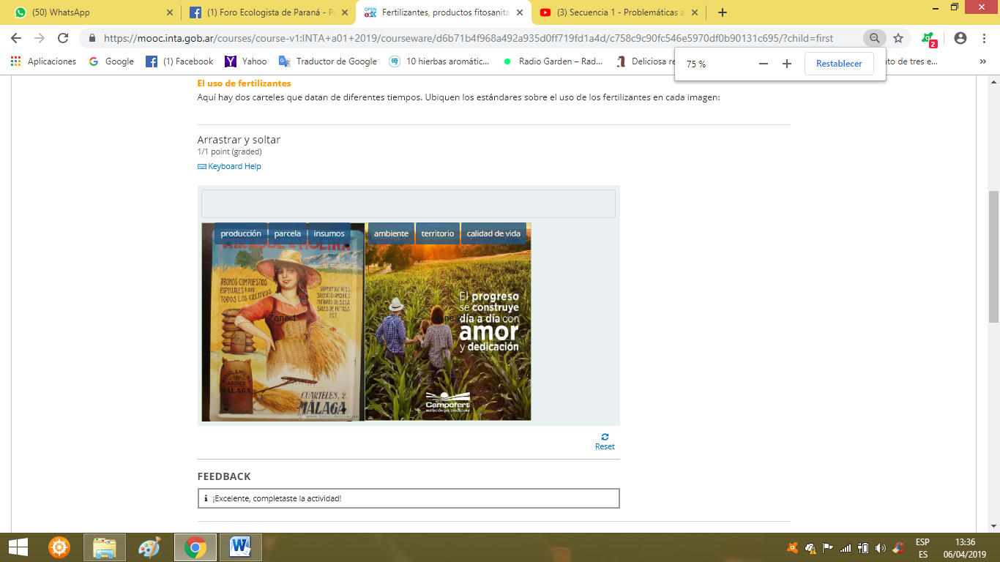 (50) WhatsApp
(1) Foro Ecologista de Paraná - P
Fertilizantes, productos fitosanita
(3) Secuencia 1 - Problemáticas a
https://mooc.inta.gob.ar/courses/course-v1:INTA+a01+2019/courseware/d6b71b4f968a492a935d0ff719fd1a4d/c758c9c90fc546e5970df0b90131c695/?child=first
2
Aplicaciones
Google
(1) Facebook
Yahoo
Traductor de Google
10 hierbas aromátic...
Radio Garden – Rad...
Deliciosa re
to de tres e...
»
75 %
Restablecer
El uso de fertilizantes
Aquí hay dos carteles que datan de diferentes tiempos. Ubiquen los estándares sobre el uso de los fertilizantes en cada imagen:
Arrastrar y soltar
1/1 point (graded)
Keyboard Help
producción parcela insumos
ambiente territorio calidad de vida
MOLINA
ABONOS COMPUESTOS
ESPECIALES PARA
TODOS LOS CULTIVOS
SUPERFOSFATOS
SULFATO AMONICO
NITRATO DE SOSA
SALES DE POTASA
ECT.
Zone 1
ABONOS
MÁLAGA
CUARTELES, 2.
MÁLAGA
El progreso
se construye
Zone
día a día con
amor
y dedicación
Campofert
Reset
FEEDBACK
¡Excelente, completaste la actividad!
ESP
ES
13:36
06/04/2019